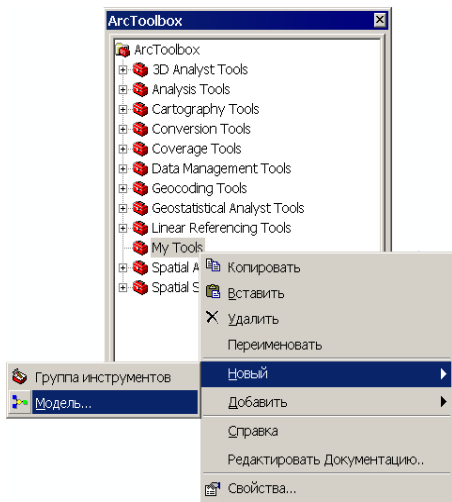 ArcToolbox
ArcToolbox
3D Analyst Tools
Analysis Tools
Cartography Tools
Conversion Tools
Coverage Tools
Data Management Tools
Geocoding Tools
Geostatistical Analyst Tools
Linear Referencing Tools
My Tools
Spatial A
Spatial S
Копировать
Вставить
Удалить
Переименовать
Новый
Добавить
Справка
Редактировать Документацию..
Свойства...
Группа инструментов
Модель...